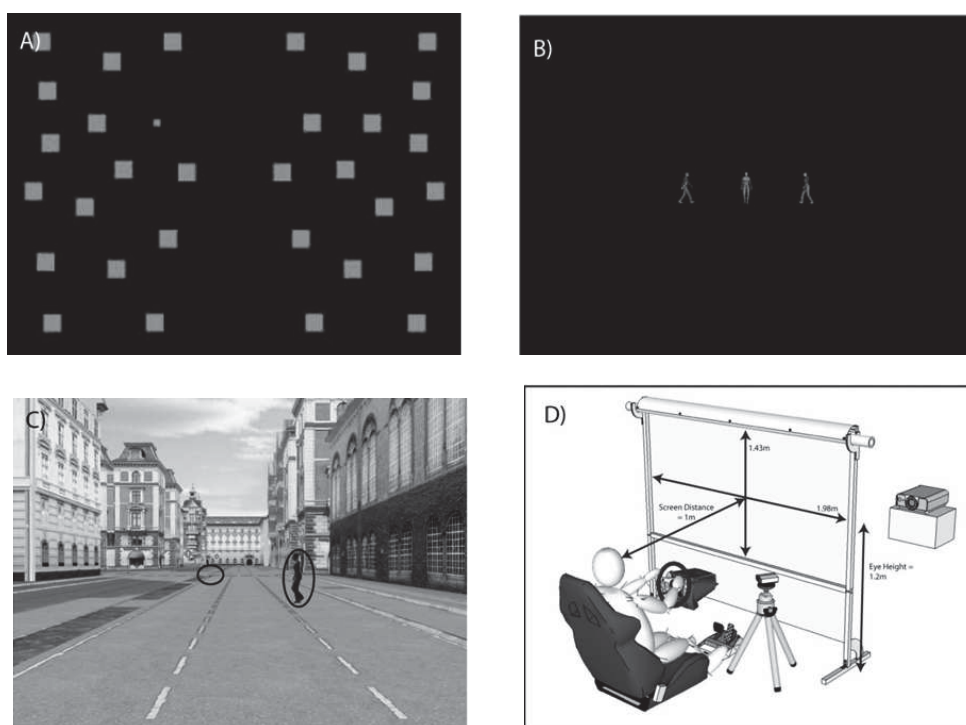 A)
B)
C)
D)
1.43m
1.98m
Screen Distance
= 1m
Eye Height =
1.2m